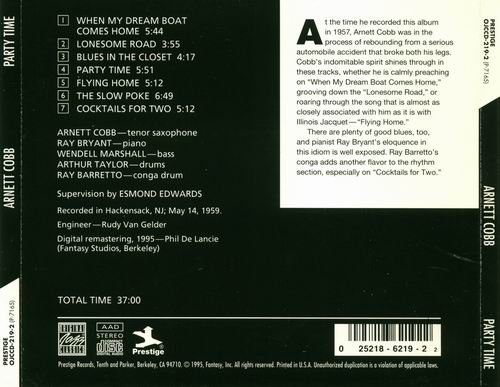 PARTY TIME
ARNETT COBB
PRESTIGE
OJCCD-219-2 (P-7165)
1 WHEN MY DREAM BOAT
COMES HOME 5:44
2 LONESOME ROAD 3:55
3 BLUES IN THE CLOSET 4:17
4 PARTY TIME 5:51
5 FLYING HOME 5:12
6 THE SLOW POKE 6:49
7 COCKTAILS FOR TWO 5:12
ARNETT COBB—tenor saxophone
RAY BRYANT—piano
WENDELL MARSHALL—bass
ARTHUR TAYLOR—drums
RAY BARRETTO—conga drum
Supervision by ESMOND EDWARDS
Recorded in Hackensack, NJ; May 14, 1959.
Engineer—Rudy Van Gelder
Digital remastering, 1995—Phil De Lancie
(Fantasy Studios, Berkeley)
TOTAL TIME 37:00
At the time he recorded this album
in 1957, Arnett Cobb was in the
process of rebounding from a serious
automobile accident that broke both his legs.
Cobb's indomitable spirit shines through in
these tracks, whether he is calmly preaching
on "When My Dream Boat Comes Home,"
grooving down the "Lonesome Road," or
roaring through the song that is almost as
closely associated with him as it is with
Illinois Jacquet—"Flying Home."
There are plenty of good blues, too,
and pianist Ray Bryant's eloquence in
this idiom is well exposed. Ray Barretto's
conga adds another flavor to the rhythm
section, especially on "Cocktails for Two."
ORIGINAL
JAZZ
CLASSICS
AAD
STEREO
COMPACT
disc
DIGITAL AUDIO
Prestige
0 25218-6219-2 2
Prestige Records, Tenth and Parker, Berkeley, CA 94710. © 1995, Fantasy, Inc. All rights reserved. Printed in U.S.A. Unauthorized duplication is a violation of applicable laws.
PRESTIGE
OJCCD-219-2 (P-7165)
ARNETT COBB
PARTY TIME
PRESTIGE
OJCCD-219-2 (P-7165)